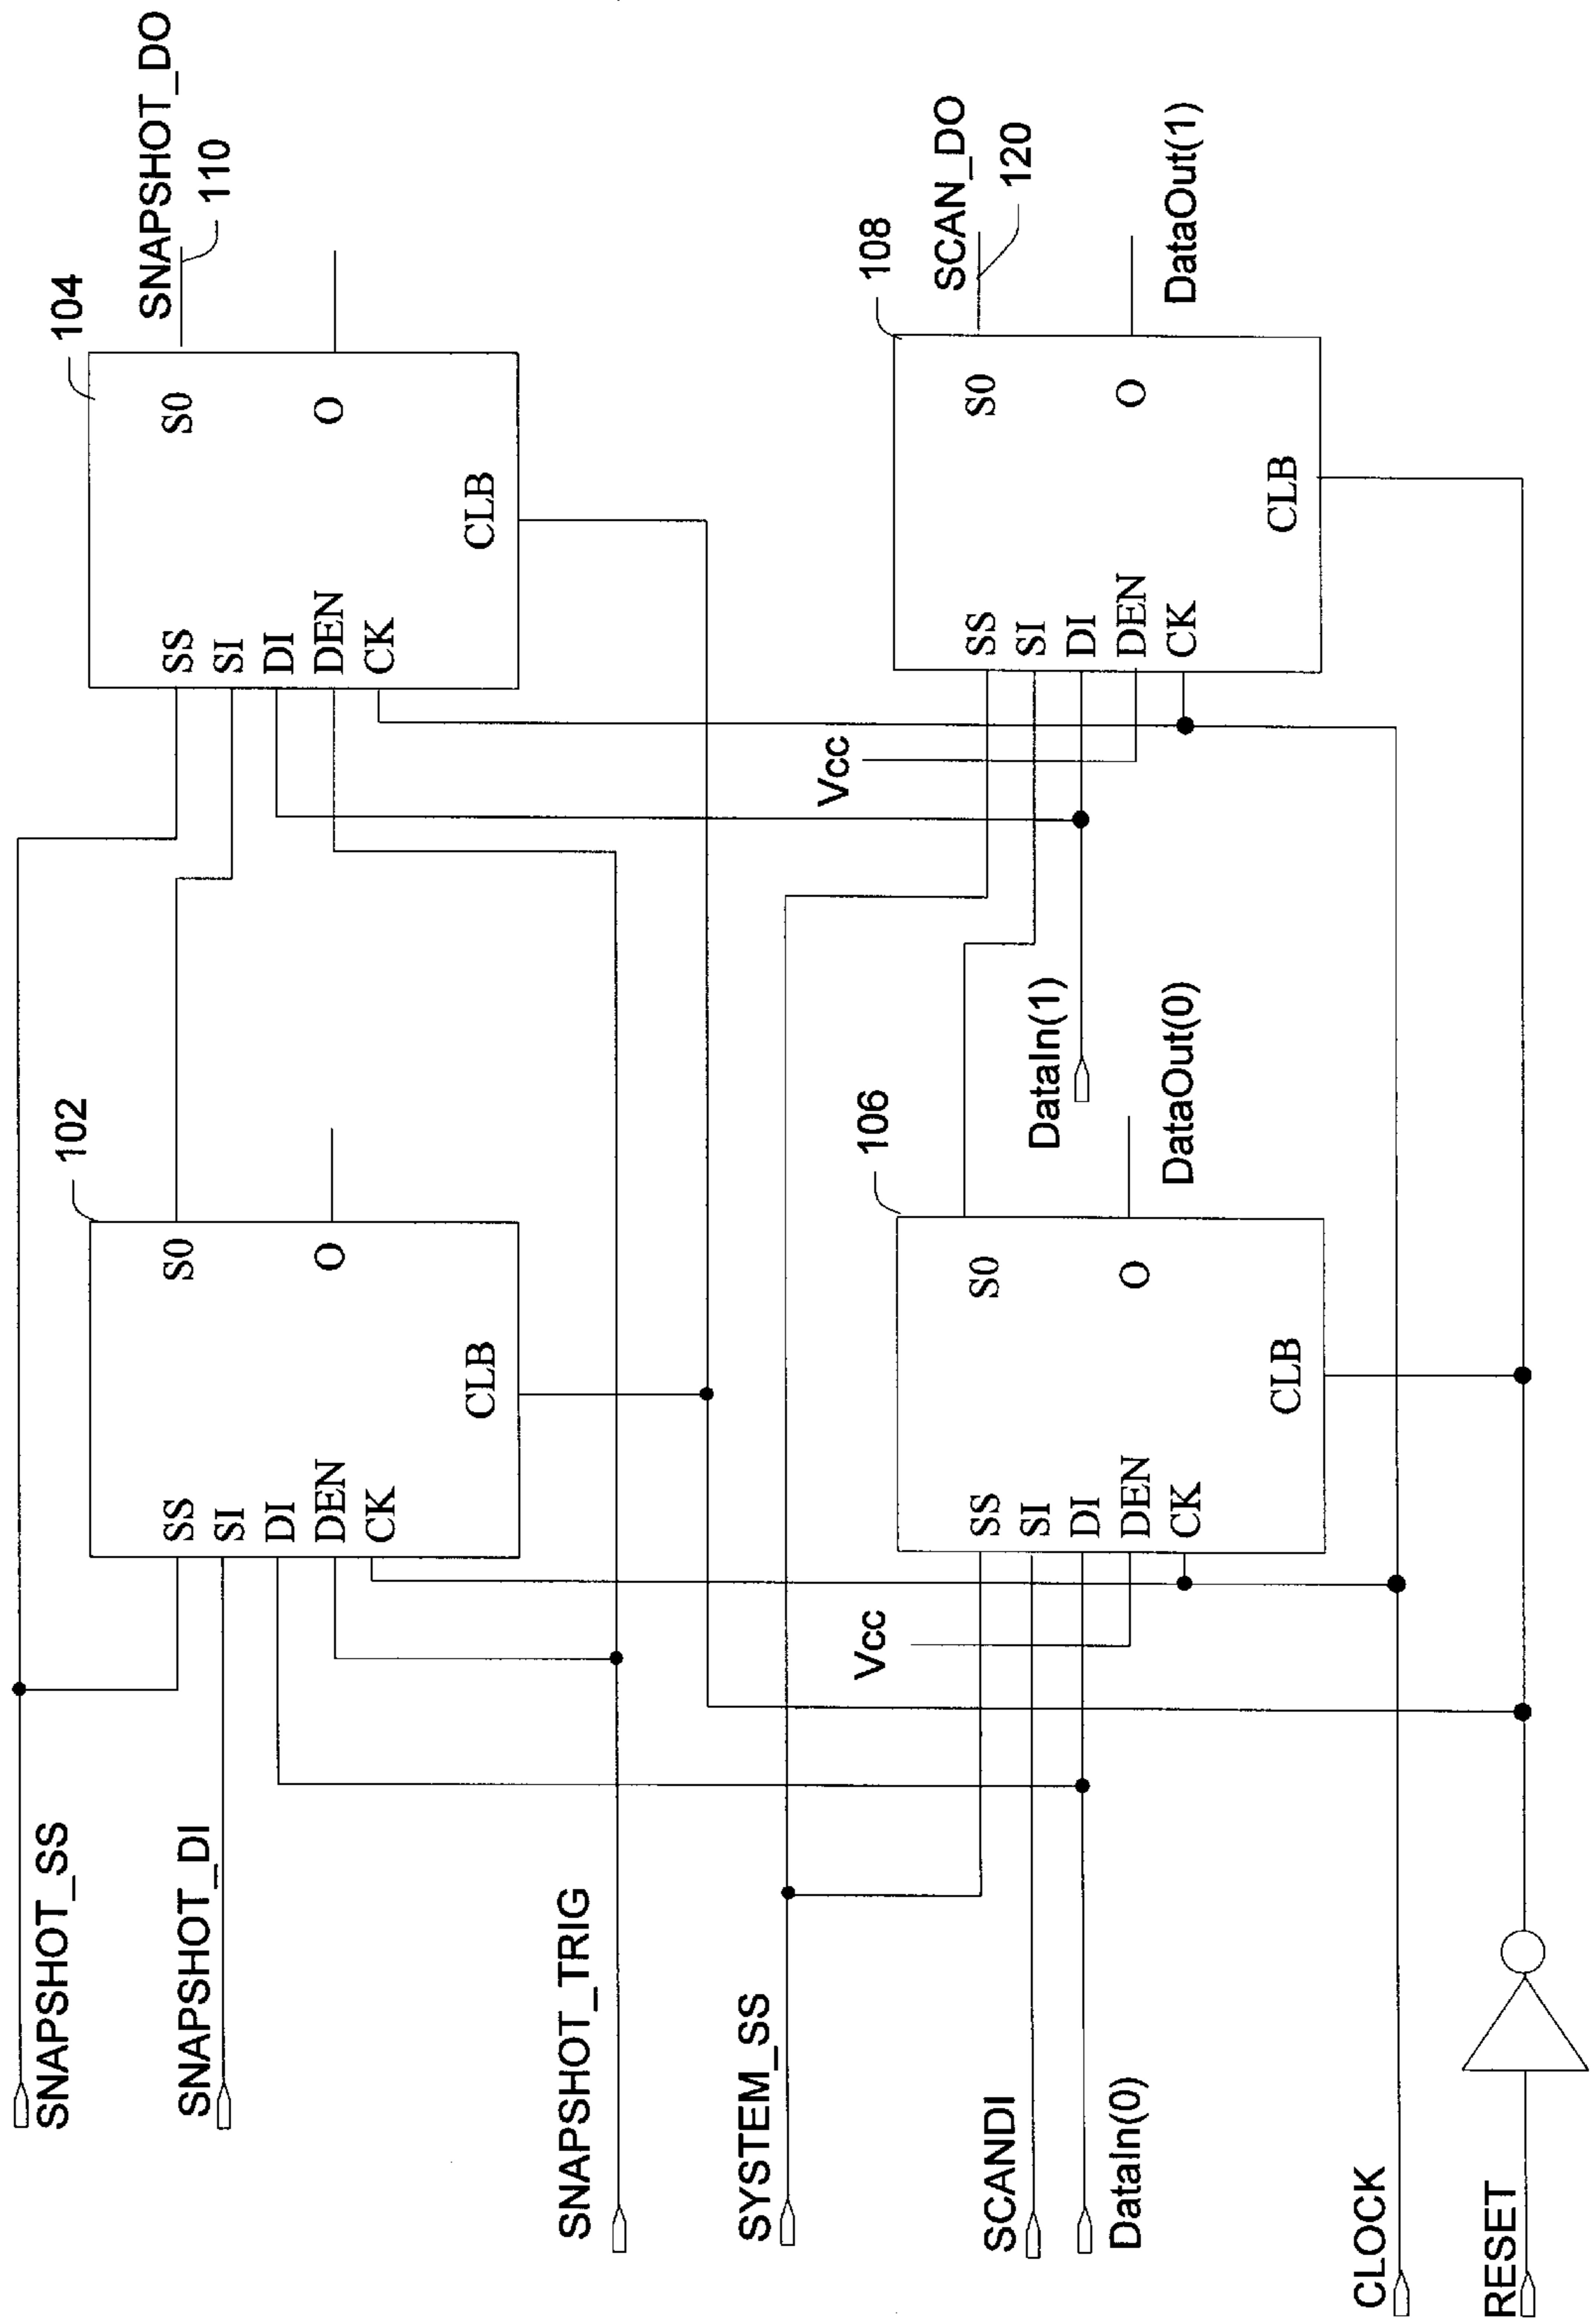 SNAPSHOT_SS
SNAPSHOT_DI
SNAPSHOT_TRIG
SYSTEM_SS
SCANDI
DataIn(0)
CLOCK
RESET
102
SS
SI
DI
DEN
CK
S0
O
CLB
104
SS
SI
DI
DEN
CK
S0
O
CLB
SNAPSHOT_DO
110
Vcc
106
SS
SI
DI
DEN
CK
S0
O
CLB
DataOut(0)
DataIn(1)
Vcc
108
SS
SI
DI
DEN
CK
S0
O
CLB
SCAN_DO
120
DataOut(1)